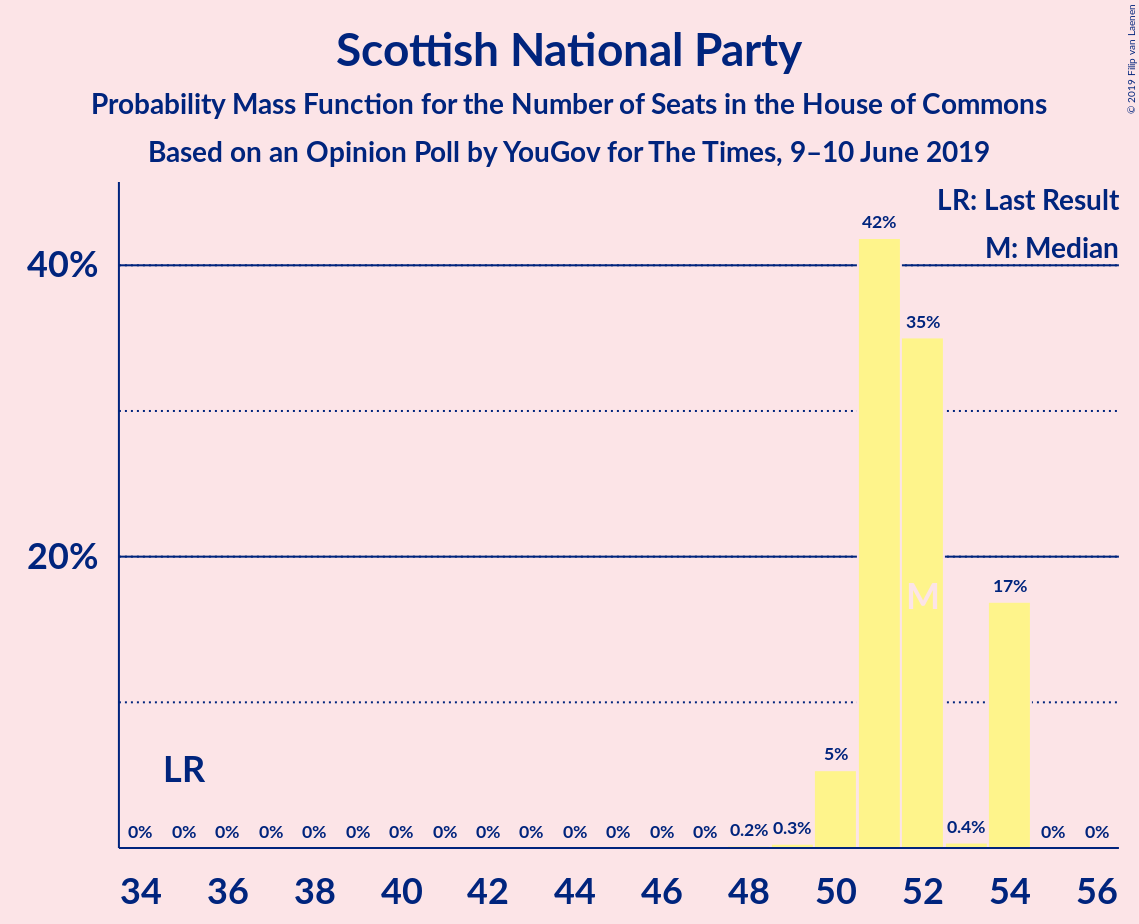 Scottish National Party
Probability Mass Function for the Number of Seats in the House of Commons
Based on an Opinion Poll by YouGov for The Times, 9–10 June 2019
© 2019 Filip van Laenen
LR: Last Result
M: Median
40%
20%
42%
35%
17%
5%
M
LR
0% 0% 0% 0% 0% 0% 0% 0% 0% 0% 0% 0% 0% 0% 0.2% 0.3% 0.4% 0% 0%
34 36 38 40 42 44 46 48 50 52 54 56